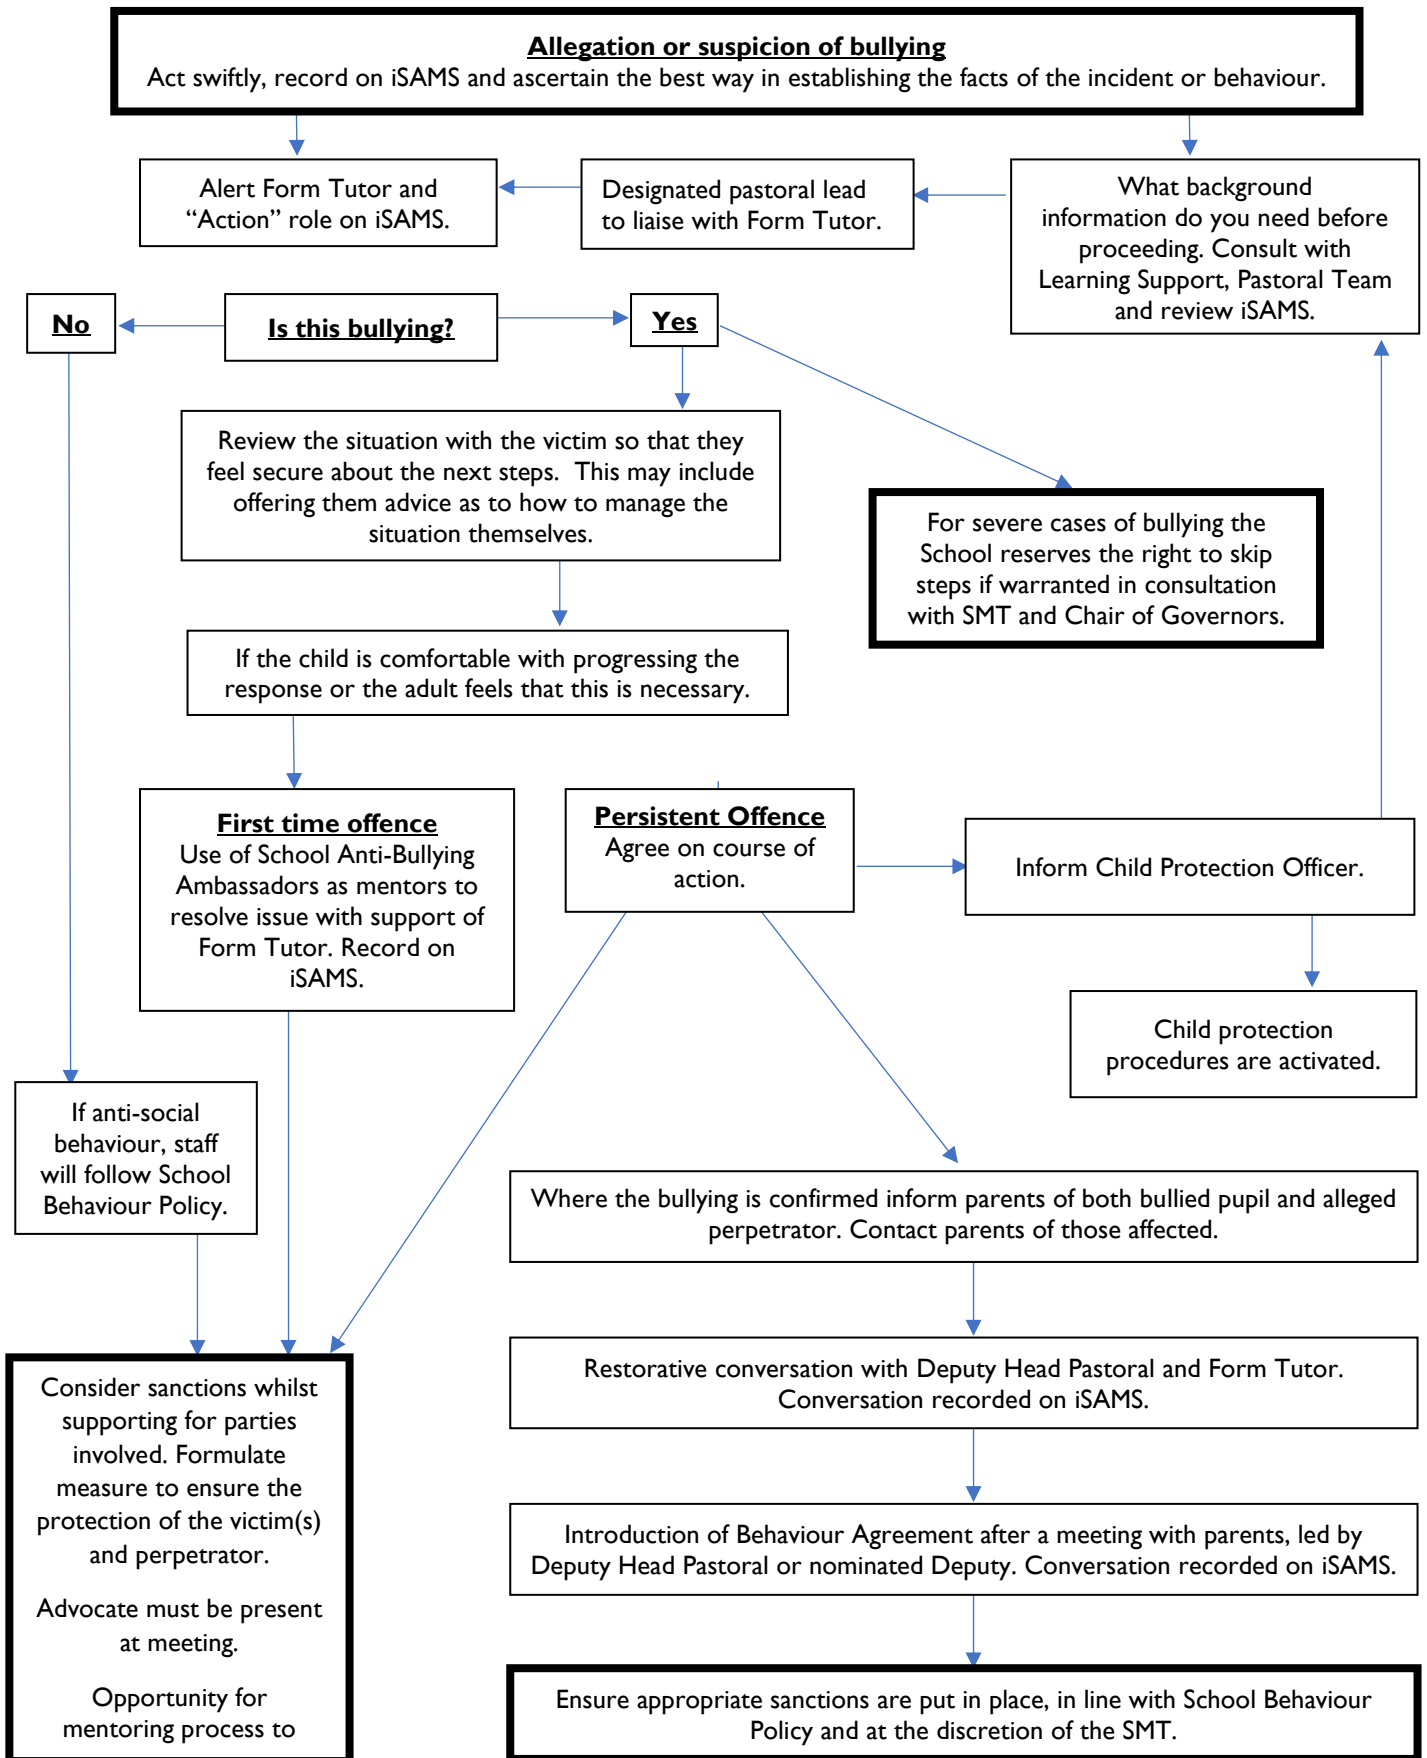 Allegation or suspicion of bullying
Act swiftly, record on iSAMS and ascertain the best way in establishing the facts of the incident or behaviour.
Alert Form Tutor and
“Action” role on iSAMS.
Designated pastoral lead
to liaise with Form Tutor.
What background
information do you need before
proceeding. Consult with
Learning Support, Pastoral Team
and review iSAMS.
No
Is this bullying?
Yes
Review the situation with the victim so that they
feel secure about the next steps.  This may include
offering them advice as to how to manage the
situation themselves.
For severe cases of bullying the
School reserves the right to skip
steps if warranted in consultation
with SMT and Chair of Governors.
If the child is comfortable with progressing the
response or the adult feels that this is necessary.
First time offence
Use of School Anti-Bullying
Ambassadors as mentors to
resolve issue with support of
Form Tutor. Record on
iSAMS.
Persistent Offence
Agree on course of
action.
Inform Child Protection Officer.
Child protection
procedures are activated.
If anti-social
behaviour, staff
will follow School
Behaviour Policy.
Where the bullying is confirmed inform parents of both bullied pupil and alleged
perpetrator. Contact parents of those affected.
Restorative conversation with Deputy Head Pastoral and Form Tutor.
Conversation recorded on iSAMS.
Consider sanctions whilst
supporting for parties
involved. Formulate
measure to ensure the
protection of the victim(s)
and perpetrator.
Advocate must be present
at meeting.
Opportunity for
mentoring process to
Introduction of Behaviour Agreement after a meeting with parents, led by
Deputy Head Pastoral or nominated Deputy. Conversation recorded on iSAMS.
Ensure appropriate sanctions are put in place, in line with School Behaviour
Policy and at the discretion of the SMT.